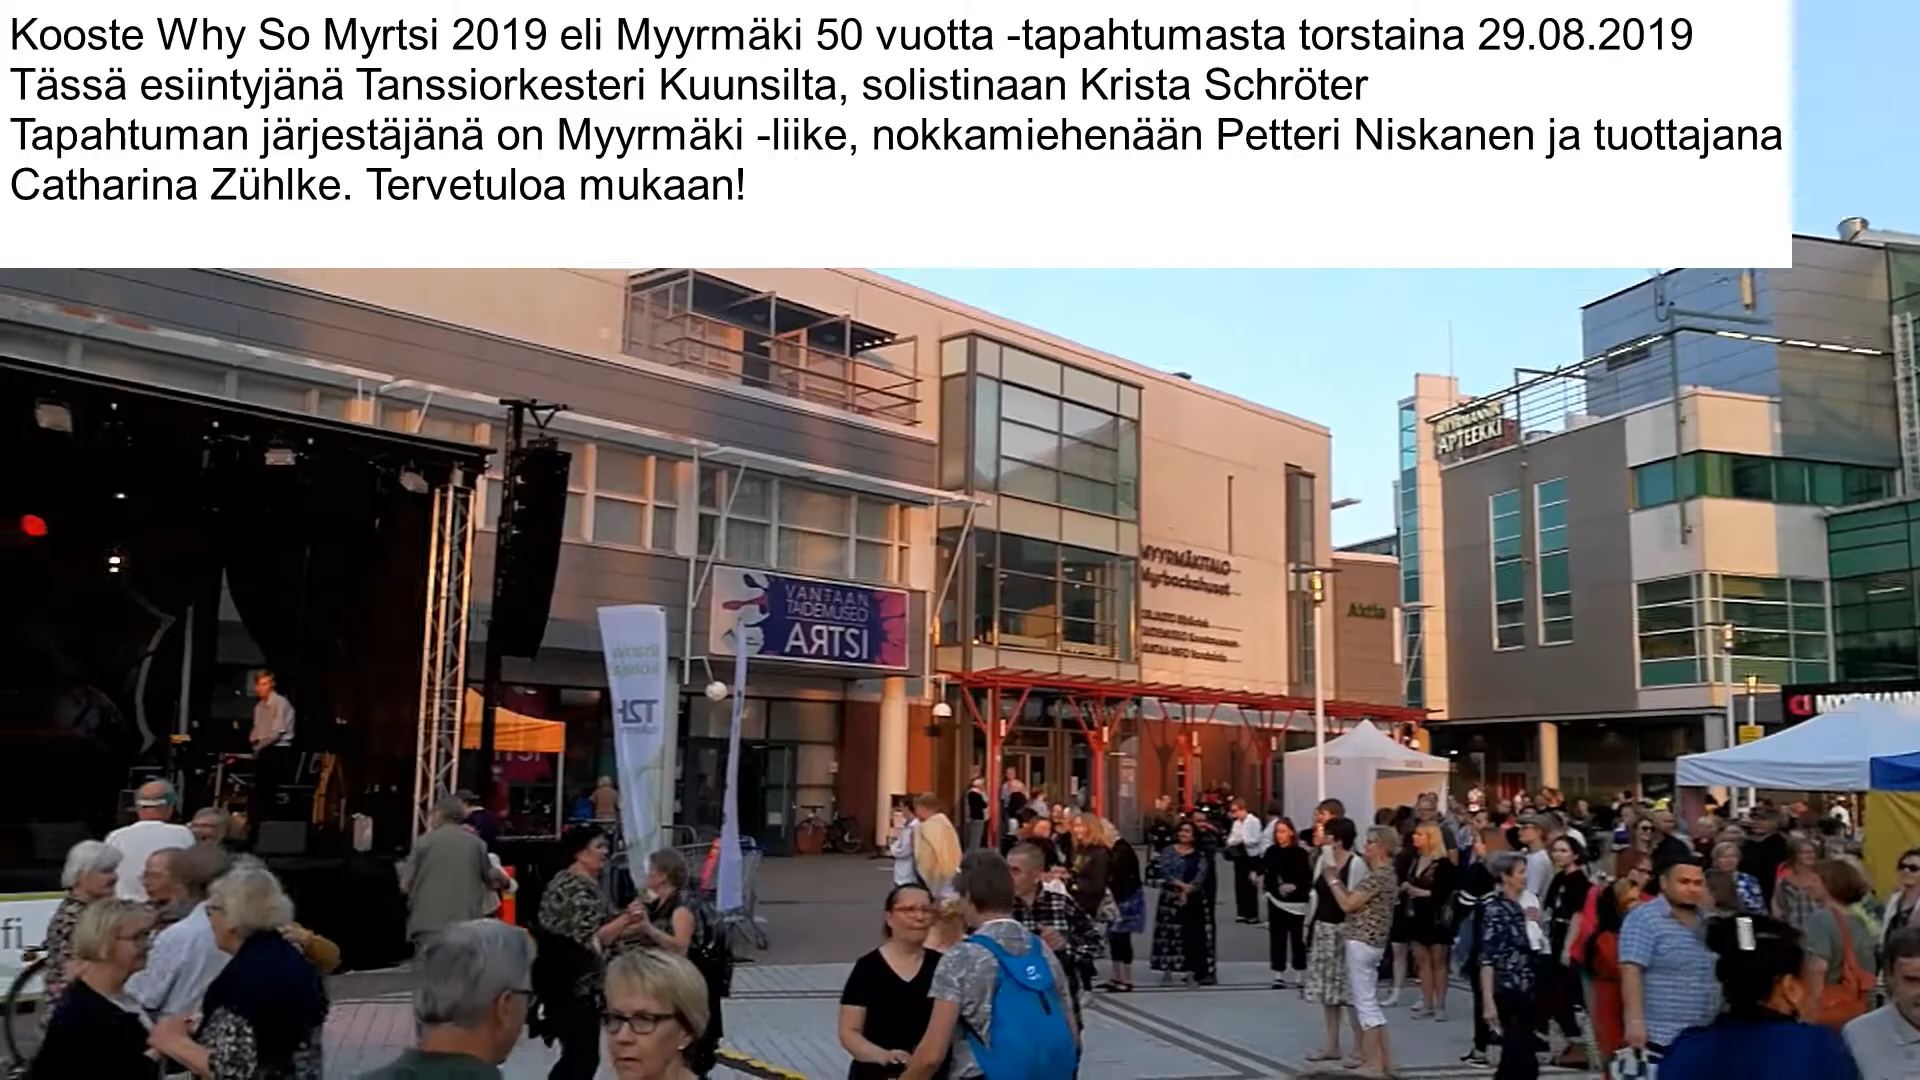 Kooste Why So Myrtsi 2019 eli Myyrmäki 50 vuotta -tapahtumasta torstaina 29.08.2019
Tässä esiintyjänä Tanssiorkesteri Kuunsilta, solistinaan Krista Schröter
Tapahtuman järjestäjänä on Myyrmäki -liike, nokkamiehenään Petteri Niskanen ja tuottajana
Catharina Zühlke. Tervetuloa mukaan!
MYYRMANNIN
APTEEKKI
MYYRMÄKITALO
Myrbackahuset
VANTAAN
TAIDEMUSEO
ARTSI
Aktia
fi